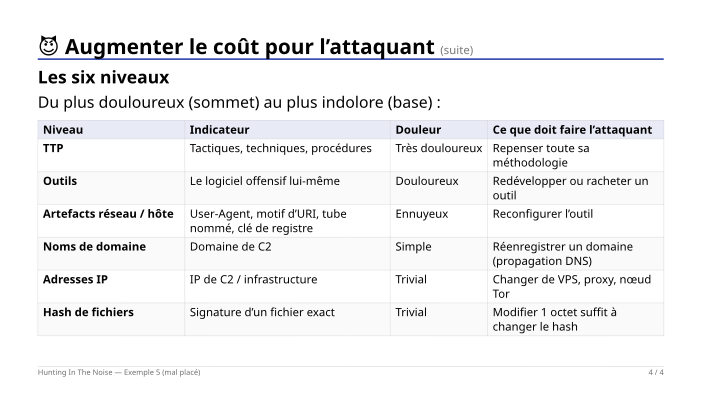 😈 Augmenter le coût pour l’attaquant (suite)
Les six niveaux
Du plus douloureux (sommet) au plus indolore (base) :
Niveau Indicateur Douleur Ce que doit faire l’attaquant
TTP Tactiques, techniques, procédures Très douloureux Repenser toute sa
méthodologie
Outils Le logiciel offensif lui-même Douloureux Redévelopper ou racheter un
outil
Artefacts réseau / hôte User-Agent, motif d’URI, tube Ennuyeux Reconfigurer l’outil
nommé, clé de registre
Noms de domaine Domaine de C2 Simple Réenregistrer un domaine
(propagation DNS)
Adresses IP IP de C2 / infrastructure Trivial Changer de VPS, proxy, nœud
Tor
Hash de fichiers Signature d’un fichier exact Trivial Modifier 1 octet suffit à
changer le hash
Hunting In The Noise — Exemple 5 (mal placé) 4 / 4